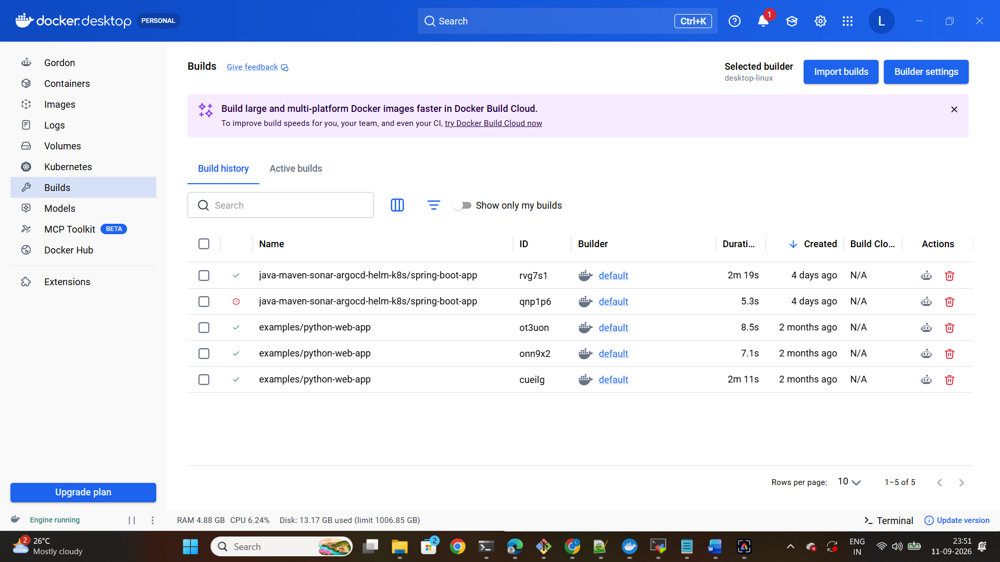 docker.desktop PERSONAL
Search Ctrl+K
1
L
Gordon
Containers
Images
Logs
Volumes
Kubernetes
Builds
Models
MCP Toolkit BETA
Docker Hub
Extensions
Upgrade plan
Builds Give feedback
Selected builder
desktop-linux
Import builds
Builder settings
Build large and multi-platform Docker images faster in Docker Build Cloud.
To improve build speeds for you, your team, and even your CI, try Docker Build Cloud now
Build history Active builds
Search Show only my builds
Name ID Builder Durati... Created Build Clo... Actions
java-maven-sonar-argocd-helm-k8s/spring-boot-app rvg7s1 default 2m 19s 4 days ago N/A
java-maven-sonar-argocd-helm-k8s/spring-boot-app qnp1p6 default 5.3s 4 days ago N/A
examples/python-web-app ot3uon default 8.5s 2 months ago N/A
examples/python-web-app onn9x2 default 7.1s 2 months ago N/A
examples/python-web-app cueilg default 2m 11s 2 months ago N/A
Rows per page: 10 1–5 of 5
Engine running RAM 4.88 GB CPU 6.24% Disk: 13.17 GB used (limit 1006.85 GB) Terminal Update version
2 26°C
Mostly cloudy
Search
2
L
W
ENG
IN
23:51
11-09-2026